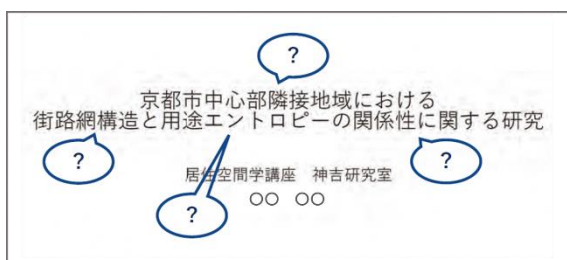 ?
京都市中心部隣接地域における
街路網構造と用途エントロピーの関係性に関する研究
? ?
居住空間学講座 神吉研究室
?
○○ ○○